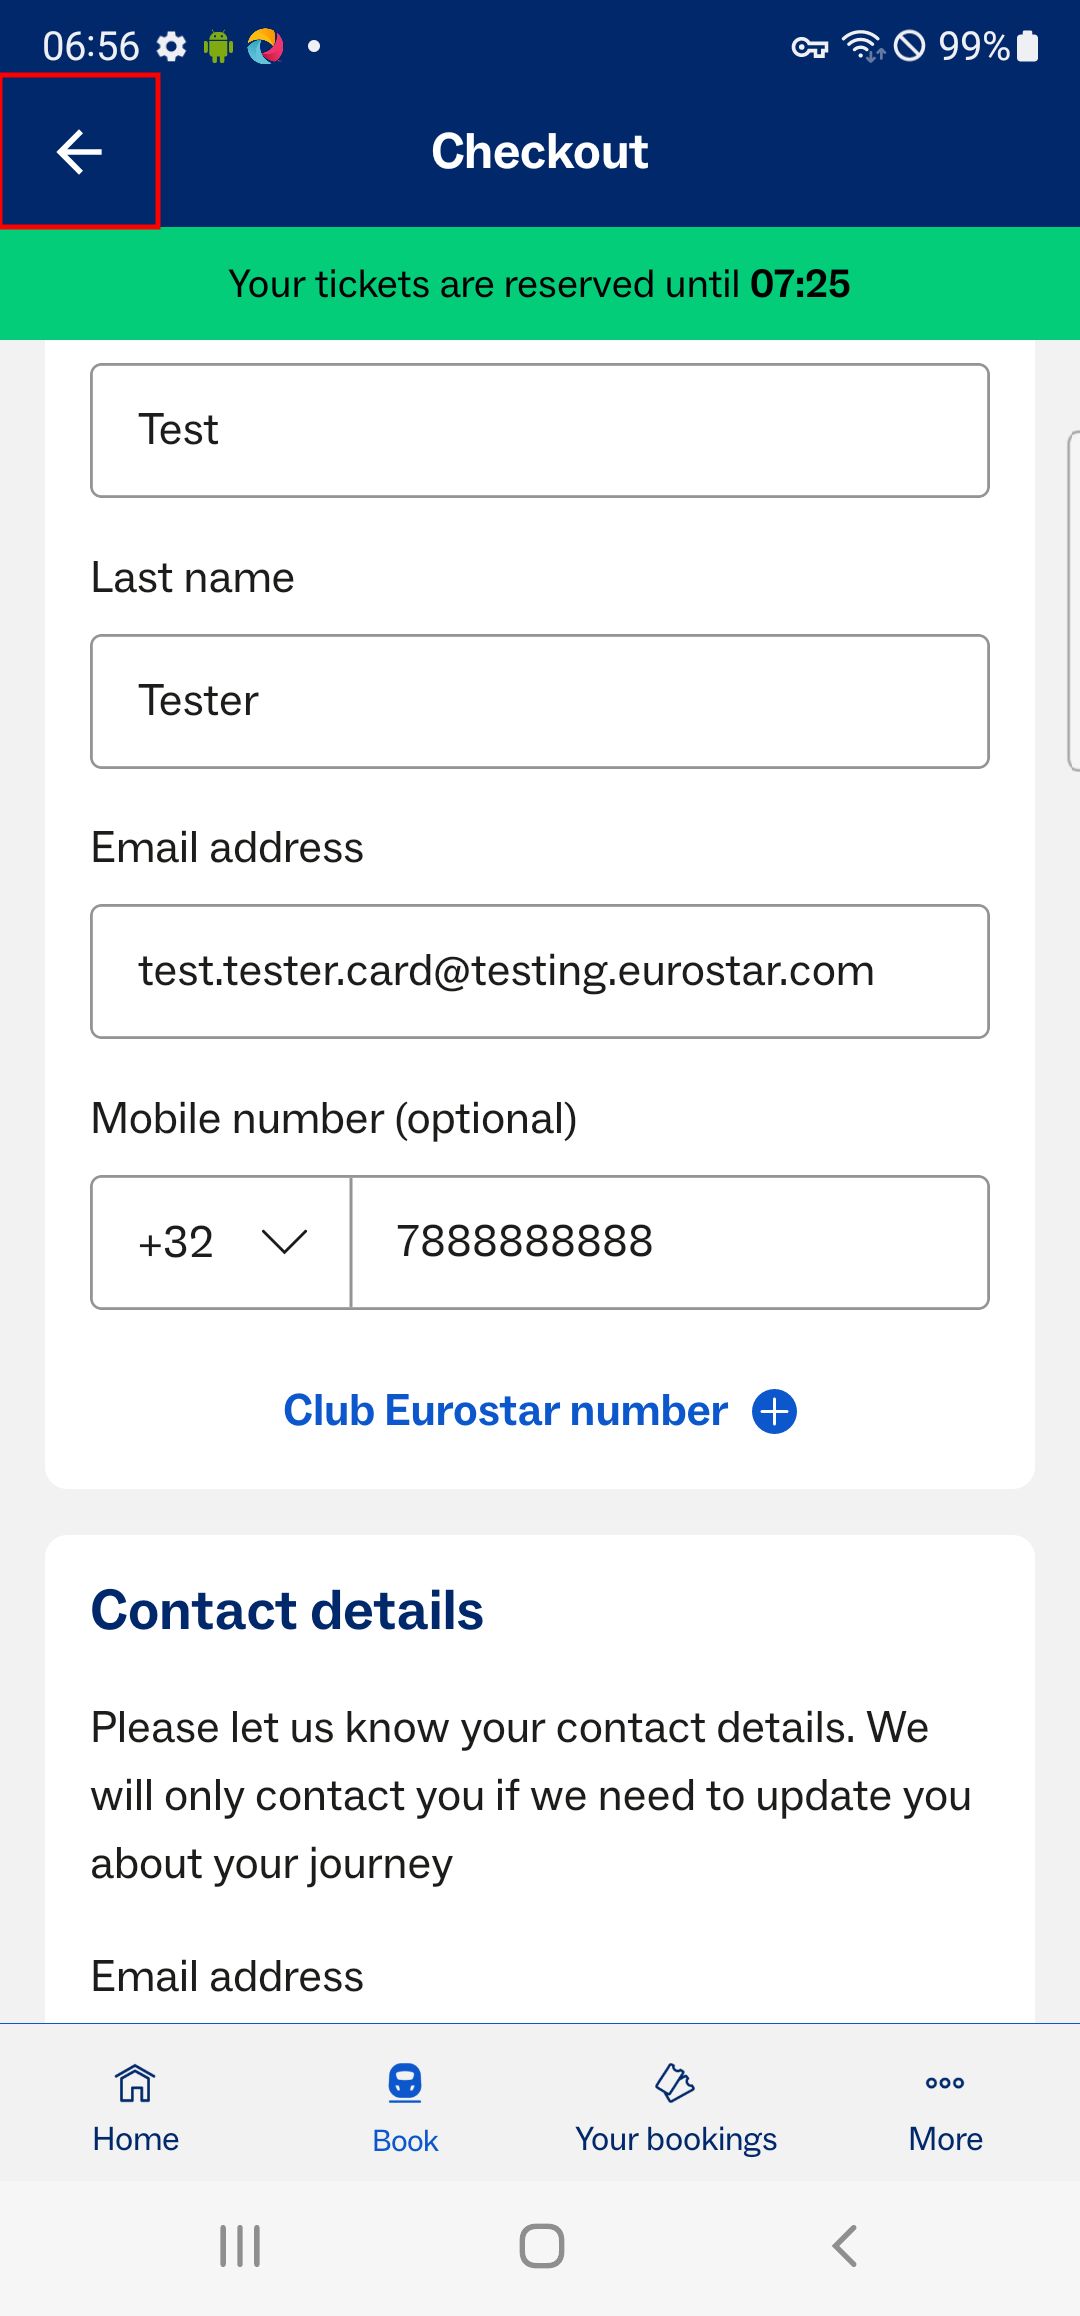 06:56
99%
Checkout
Your tickets are reserved until 07:25
Test
Last name
Tester
Email address
test.tester.card@testing.eurostar.com
Mobile number (optional)
+32 7888888888
Club Eurostar number
Contact details
Please let us know your contact details. We
will only contact you if we need to update you
about your journey
Email address
Home Book Your bookings More